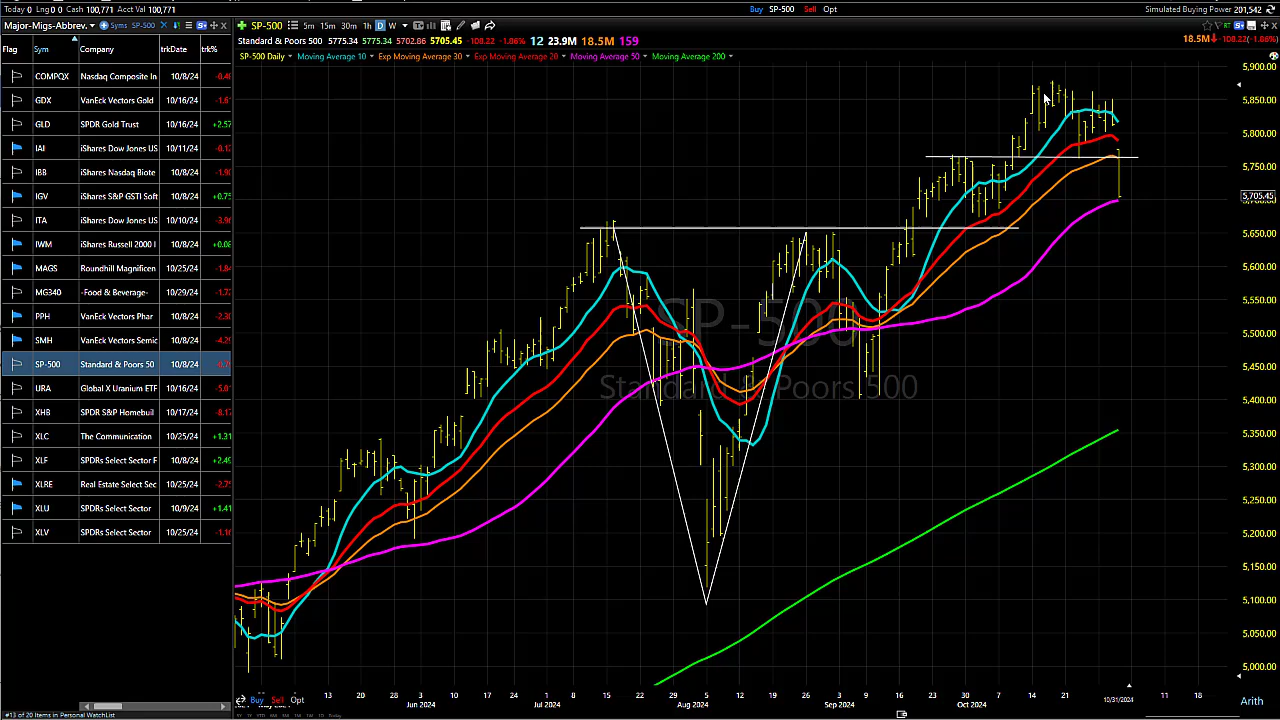 Today 0 Lng 0 0 Cash 100,771 Acct Val 100,771
Buy SP-500 Sell Opt
Simulated Buying Power 201,542
Major-Migs-Abbrev. Syms SP-500
SP-500 5m 15m 30m 1h D W
Flag Sym Company trkDate trk%
Standard & Poors 500 5775.34 5775.34 5702.86 5705.45 -108.22 -1.86% 12 23.9M 18.5M 159
18.5M -108.22 (-1.86%)
SP-500 Daily Moving Average 10 Exp Moving Average 30 Exp Moving Average 20 Moving Average 50 Moving Average 200
COMPQX Nasdaq Composite In 10/8/24
GDX VanEck Vectors Gold 10/16/24
GLD SPDR Gold Trust 10/16/24 +2.57
IAI iShares Dow Jones US 10/11/24
IBB iShares Nasdaq Biote 10/8/24
IGV iShares S&P GSTI Soft 10/8/24
ITA iShares Dow Jones US 10/10/24
IWM iShares Russell 2000 I 10/8/24
MAGS Roundhill Magnificen 10/25/24
MG340 -Food & Beverage- 10/29/24
PPH VanEck Vectors Phar 10/8/24
SMH VanEck Vectors Semic 10/8/24
SP-500 Standard & Poors 50 10/8/24
URA Global X Uranium ETF 10/16/24
XHB SPDR S&P Homebuil 10/17/24
XLC The Communication 10/25/24
XLF SPDRs Select Sector F 10/8/24
XLRE Real Estate Select Sec 10/24/24
XLU SPDRs Select Sector 10/9/24 +1.41
XLV SPDRs Select Sector 10/25/24
SP-500
Standard & Poors 500
5,900.00
5,850.00
5,800.00
5,750.00
5,705.45
5,650.00
5,600.00
5,550.00
5,500.00
5,450.00
5,400.00
5,350.00
5,300.00
5,250.00
5,200.00
5,150.00
5,100.00
5,050.00
5,000.00
Buy Sell Opt
13 20 28 10 17 24 8 15 22 29 5 12 19 26 3 9 16 23 30 7 14 21 11 18
Jun 2024 Jul 2024 Aug 2024 Sep 2024 Oct 2024 10/31/2024
Arith
#13 of 20 Items in Personal WatchList